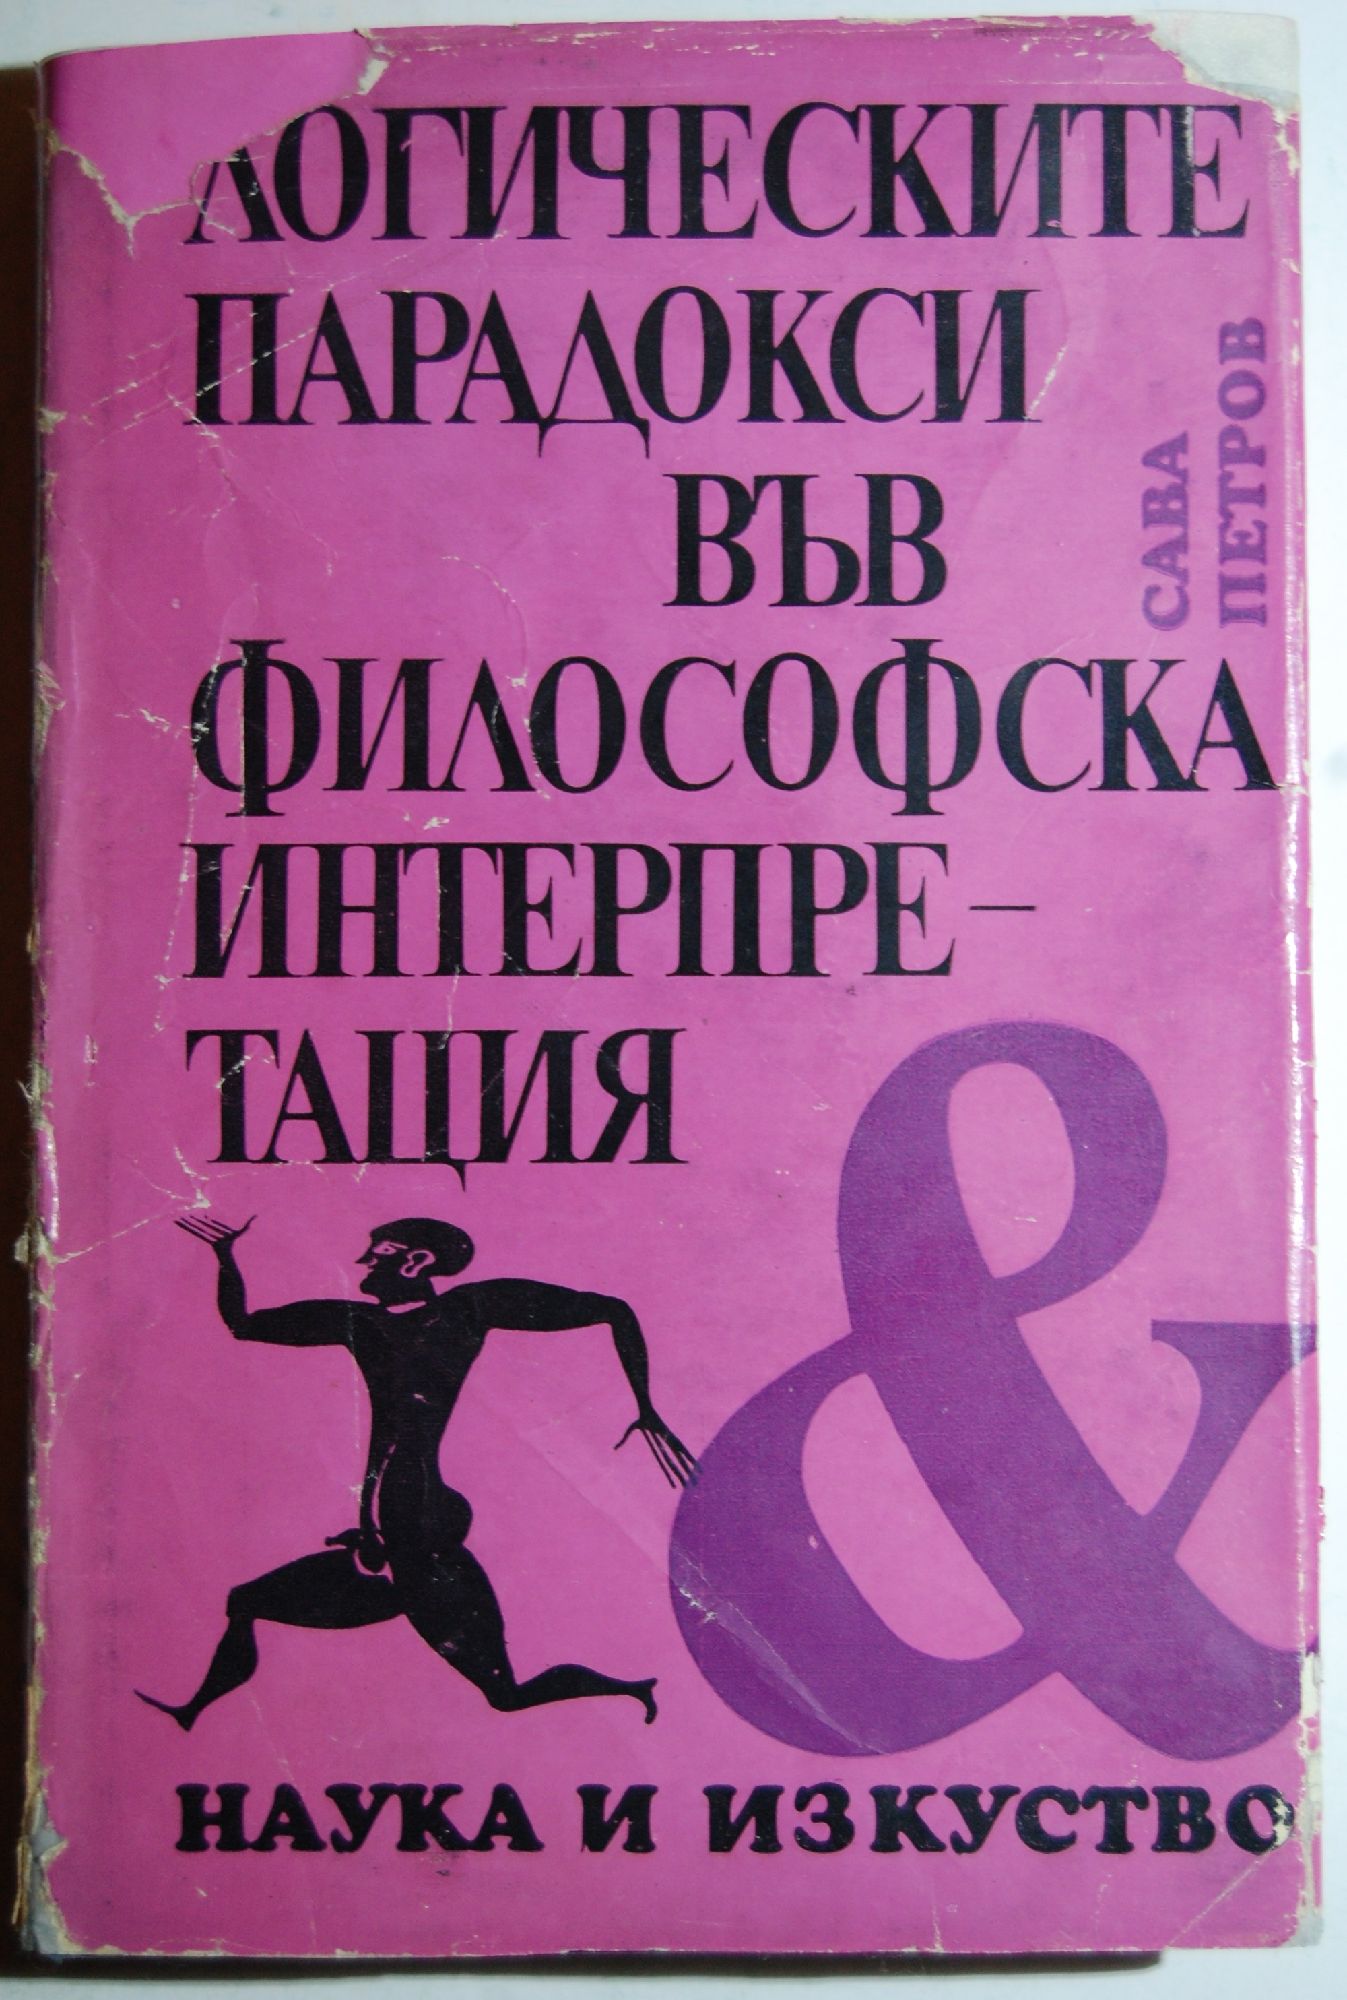 ЛОГИЧЕСКИТЕ
ПАРАДОКСИ
ВЪВ
ФИЛОСОФСКА
ИНТЕРПРЕ-
ТАЦИЯ
САВА
ПЕТРОВ
&
НАУКА И ИЗКУСТВО